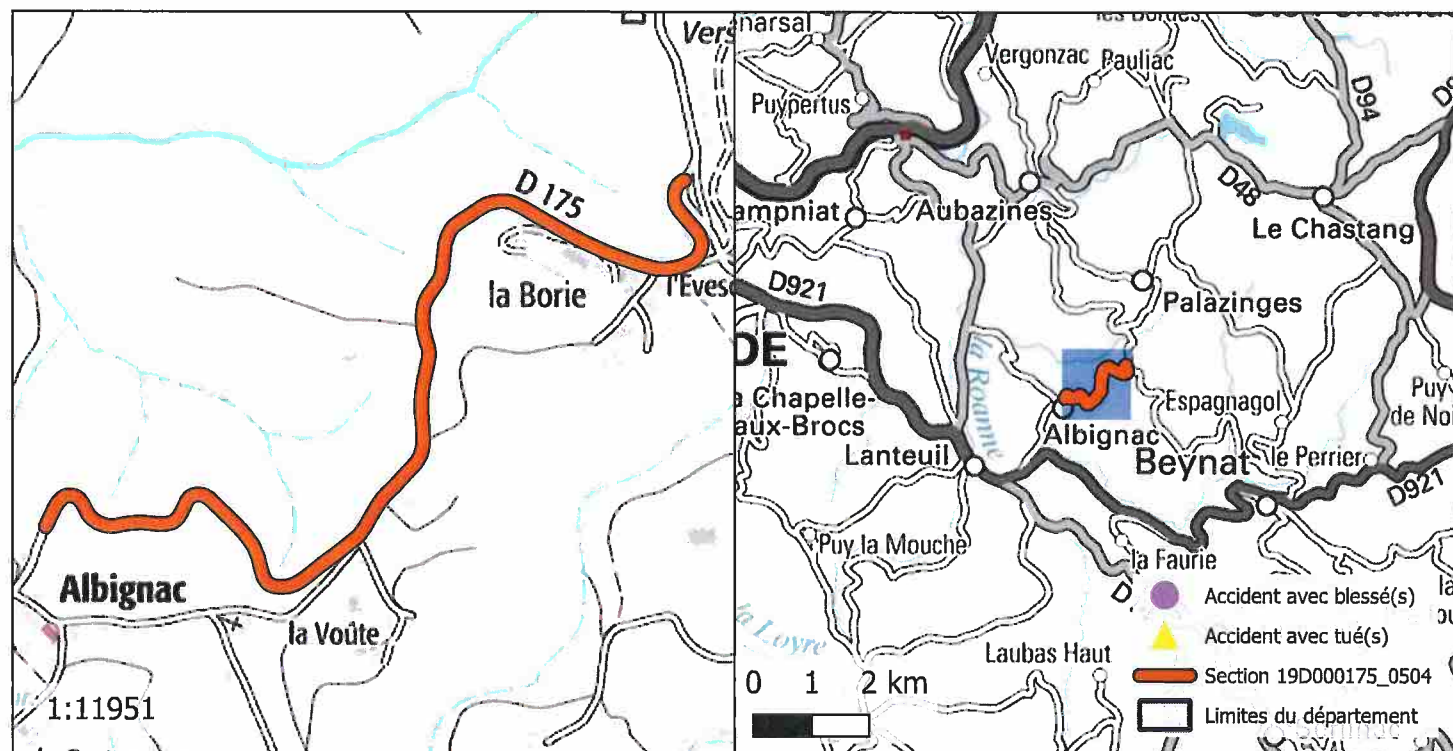 Vers
D 175
la Borie
l'Eves
Albignac
la Voûte
1:11951
narsal
les Bordes
Vergonzac
Pauliac
Puypertus
D94
ampniat
Aubazines
D48
Le Chastang
D921
Palazinges
DE
la Roanne
a Chapelle-
aux-Brocs
Espagnagol
Puy
de No
Albignac
Lanteuil
Beynat
le Perrier
D921
Puy la Mouche
la Faurie
la Loyre
Laubas Haut
0 1 2 km
Accident avec blessé(s)
Accident avec tué(s)
Section 19D000175_0504
Limites du département